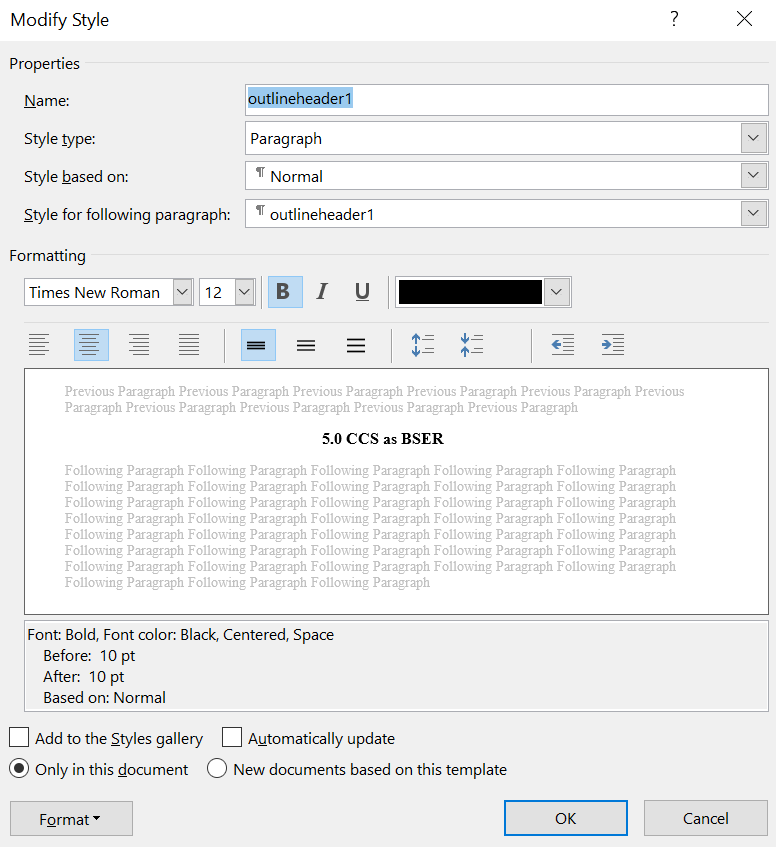 Modify Style ?
Properties
Name: outlineheader1
Style type: Paragraph
Style based on: ¶ Normal
Style for following paragraph: ¶ outlineheader1
Formatting
Times New Roman 12 B I U
Previous Paragraph Previous Paragraph Previous Paragraph Previous Paragraph Previous Paragraph Previous
Paragraph Previous Paragraph Previous Paragraph Previous Paragraph Previous Paragraph
5.0 CCS as BSER
Following Paragraph Following Paragraph Following Paragraph Following Paragraph Following Paragraph
Following Paragraph Following Paragraph Following Paragraph Following Paragraph Following Paragraph
Following Paragraph Following Paragraph Following Paragraph Following Paragraph Following Paragraph
Following Paragraph Following Paragraph Following Paragraph Following Paragraph Following Paragraph
Following Paragraph Following Paragraph Following Paragraph Following Paragraph Following Paragraph
Following Paragraph Following Paragraph Following Paragraph Following Paragraph Following Paragraph
Following Paragraph Following Paragraph Following Paragraph Following Paragraph Following Paragraph
Following Paragraph Following Paragraph Following Paragraph
Font: Bold, Font color: Black, Centered, Space
Before: 10 pt
After: 10 pt
Based on: Normal
Add to the Styles gallery Automatically update
Only in this document New documents based on this template
Format OK Cancel